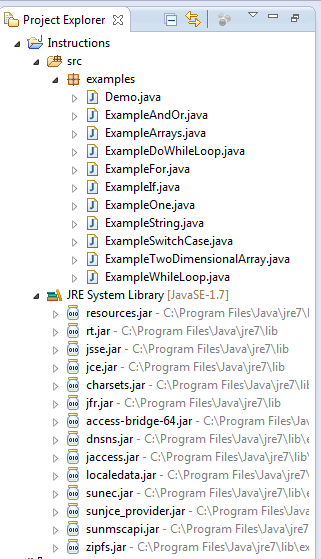 Project Explorer
Instructions
src
examples
Demo.java
ExampleAndOr.java
ExampleArrays.java
ExampleDoWhileLoop.java
ExampleFor.java
ExampleIf.java
ExampleOne.java
ExampleString.java
ExampleSwitchCase.java
ExampleTwoDimensionalArray.java
ExampleWhileLoop.java
JRE System Library [JavaSE-1.7]
resources.jar - C:\Program Files\Java\jre7\
rt.jar - C:\Program Files\Java\jre7\lib
jsse.jar - C:\Program Files\Java\jre7\lib
jce.jar - C:\Program Files\Java\jre7\lib
charsets.jar - C:\Program Files\Java\jre7\l
jfr.jar - C:\Program Files\Java\jre7\lib
access-bridge-64.jar - C:\Program Files\J
dnsns.jar - C:\Program Files\Java\jre7\lib\e
jaccess.jar - C:\Program Files\Java\jre7\lib
localedata.jar - C:\Program Files\Java\jre7
sunec.jar - C:\Program Files\Java\jre7\lib\
sunjce_provider.jar - C:\Program Files\Ja
sunmscapi.jar - C:\Program Files\Java\jre
zipfs.jar - C:\Program Files\Java\jre7\lib\ex